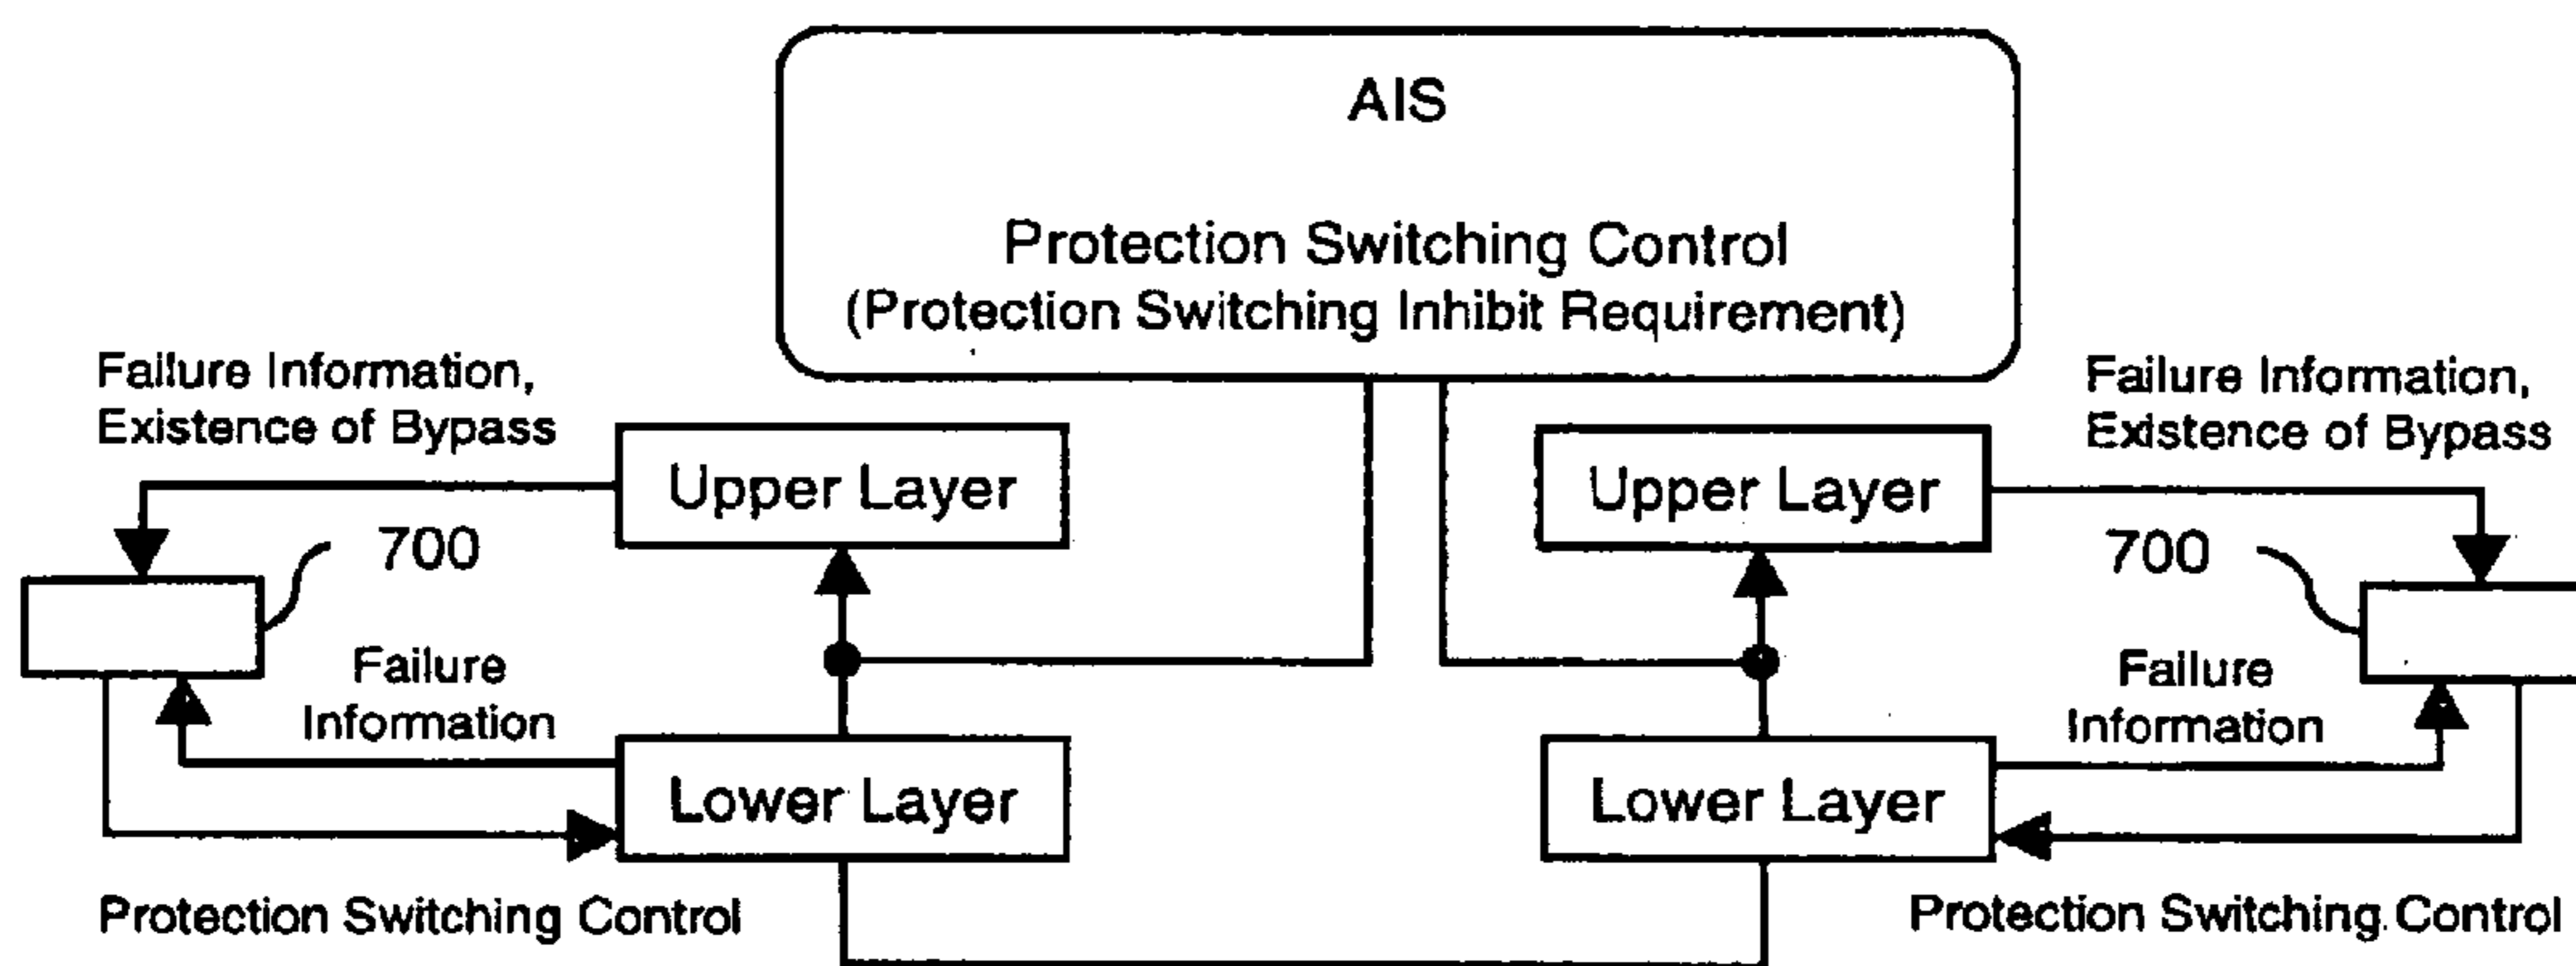 AIS
Protection Switching Control
(Protection Switching Inhibit Requirement)
Failure Information,
Existence of Bypass
Failure Information,
Existence of Bypass
Upper Layer
Upper Layer
700
700
Failure
Information
Failure
Information
Lower Layer
Lower Layer
Protection Switching Control
Protection Switching Control